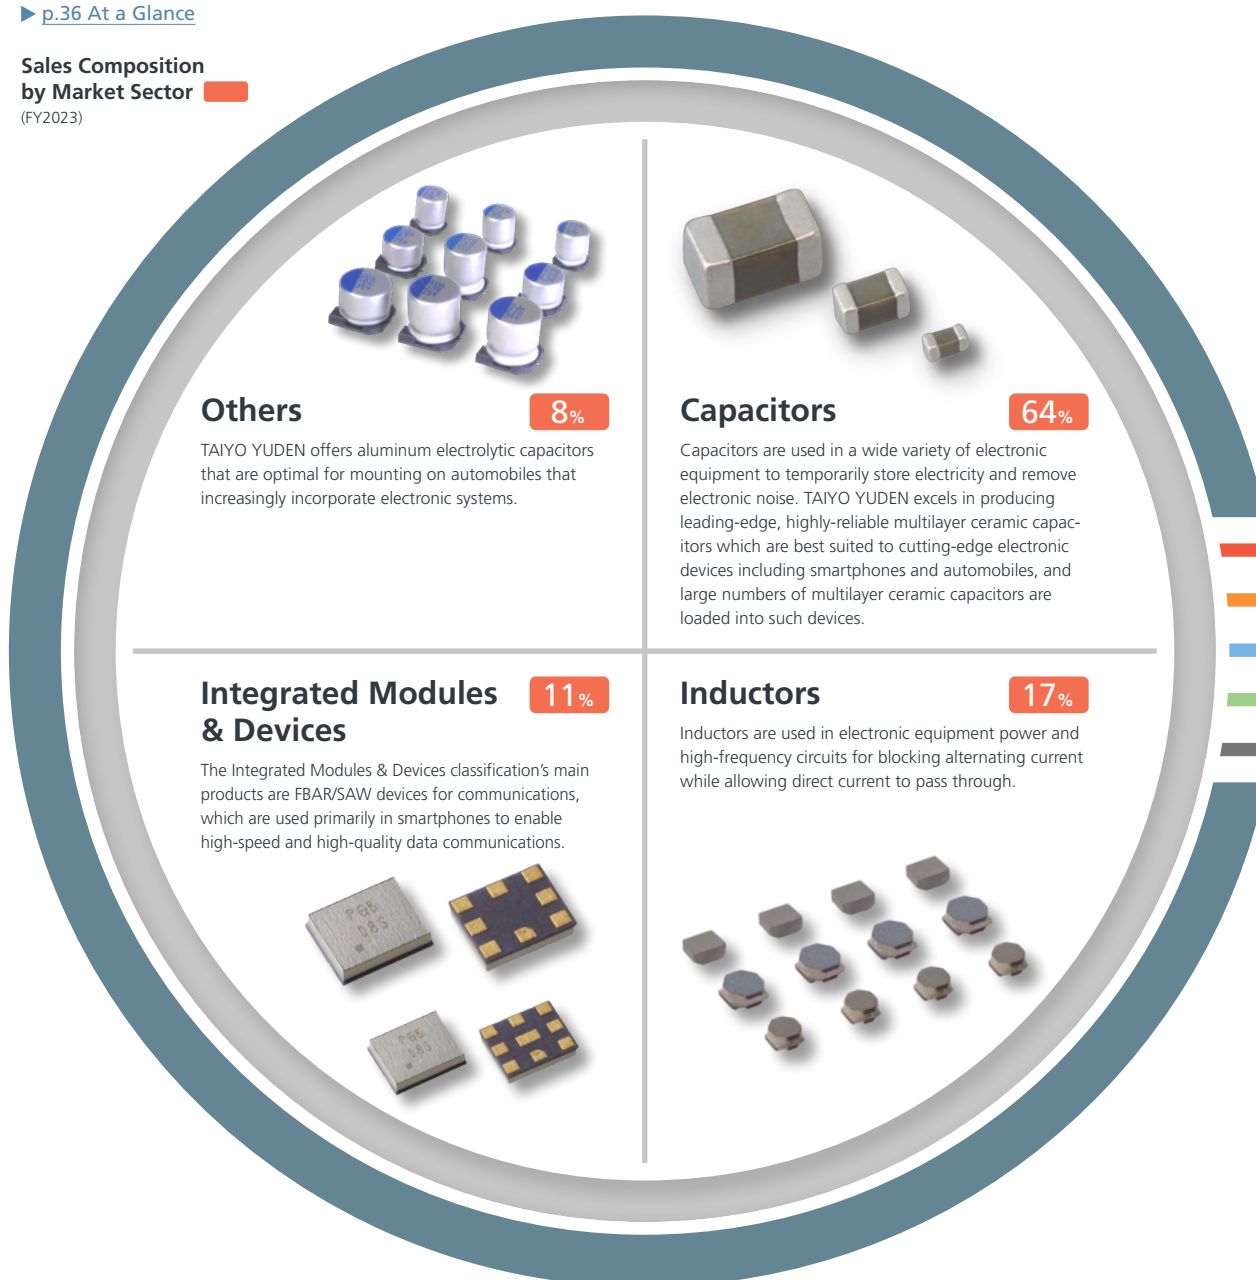 ▶ p.36 At a Glance
Sales Composition
by Market Sector
(FY2023)
Others
8%
TAIYO YUDEN offers aluminum electrolytic capacitors
that are optimal for mounting on automobiles that
increasingly incorporate electronic systems.
Capacitors
64%
Capacitors are used in a wide variety of electronic
equipment to temporarily store electricity and remove
electronic noise. TAIYO YUDEN excels in producing
leading-edge, highly-reliable multilayer ceramic capac-
itors which are best suited to cutting-edge electronic
devices including smartphones and automobiles, and
large numbers of multilayer ceramic capacitors are
loaded into such devices.
Integrated Modules
& Devices
11%
The Integrated Modules & Devices classification’s main
products are FBAR/SAW devices for communications,
which are used primarily in smartphones to enable
high-speed and high-quality data communications.
PGB
08S
PGB
08S
Inductors
17%
Inductors are used in electronic equipment power and
high-frequency circuits for blocking alternating current
while allowing direct current to pass through.